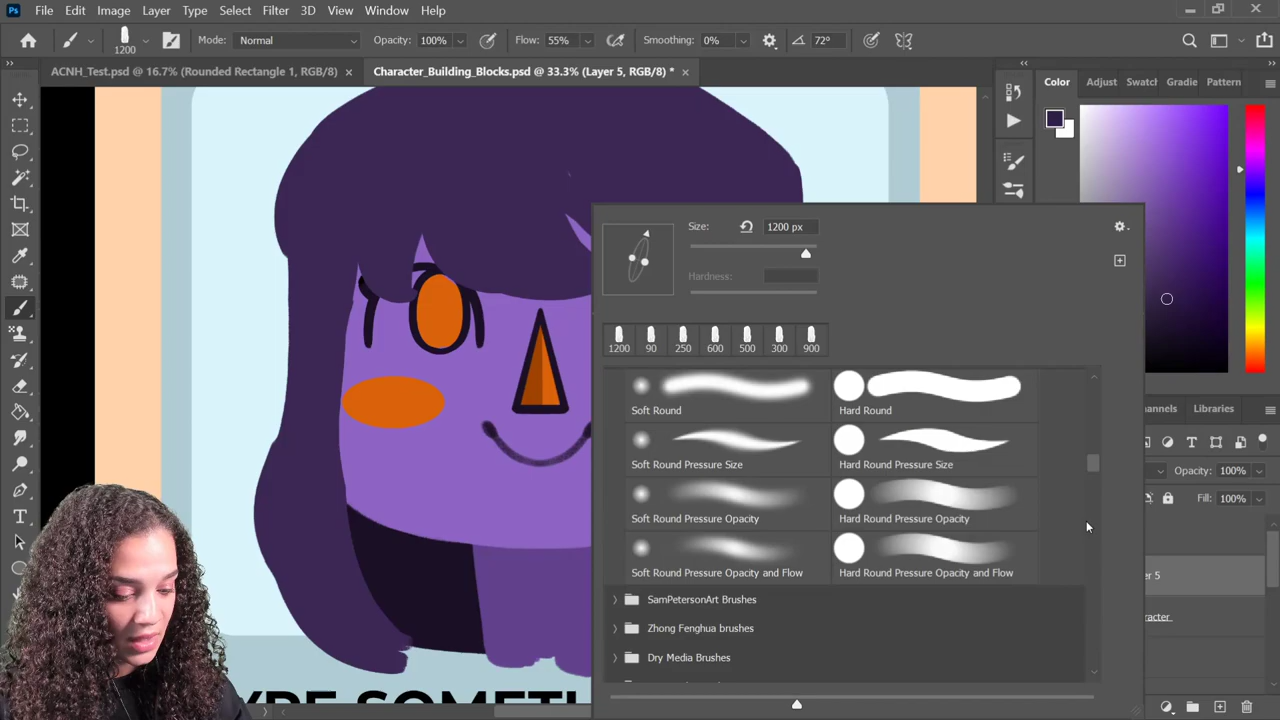 Ps File Edit Image Layer Type Select Filter 3D View Window Help
1200 Mode: Normal Opacity: 100% Flow: 55% Smoothing: 0% 72°
ACNH_Test.psd @ 16.7% (Rounded Rectangle 1, RGB/8) × Character_Building_Blocks.psd @ 33.3% (Layer 5, RGB/8) * ×
Color Adjust Swatch Gradie Pattern
Size: 1200 px
Hardness:
1200 90 250 600 500 300 900
Soft Round Hard Round
Soft Round Pressure Size Hard Round Pressure Size
Soft Round Pressure Opacity Hard Round Pressure Opacity
Soft Round Pressure Opacity and Flow Hard Round Pressure Opacity and Flow
SamPetersonArt Brushes
Zhong Fenghua brushes
Dry Media Brushes
annels Libraries
Opacity: 100%
Fill: 100%
er 5
aracter
YPE SOMETI